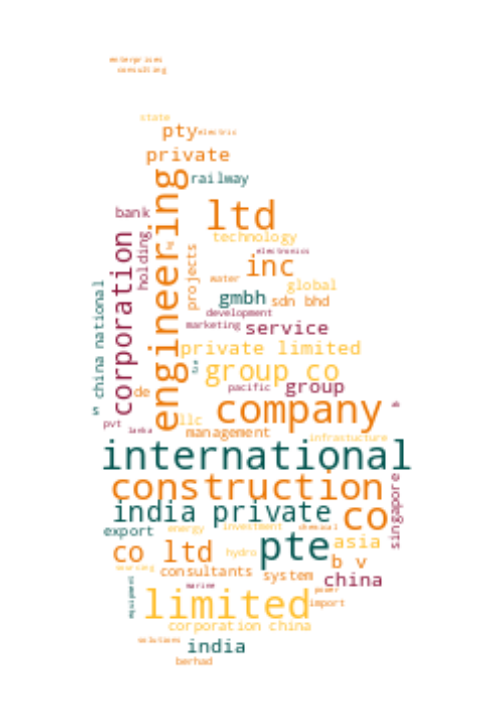 enterprises
consulting
state
pty
electric
private
railway
engineering
bank
ltd
corporation
holding
technology
electronics
projects
inc
water
global
china national
gmbh
sdn bhd
development
marketing
service
private limited
group co
pacific
group
de
company
llc
pvt
lanka
management
infrastucture
international
construction
singapore
india private
co
export
energy
investment
chemical
pte
asia
co ltd
hydro
b v
sourcing
consultants
system
china
marine
equipment
power
limited
import
corporation china
solutions
india
berhad